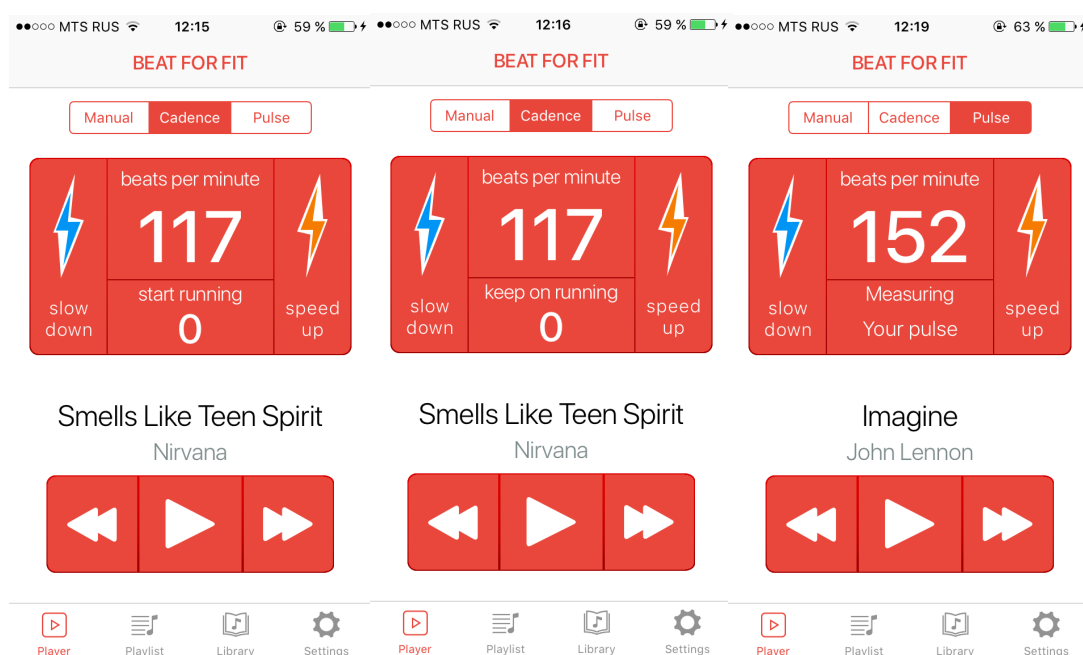 MTS RUS 12:15 59 %
BEAT FOR FIT
Manual Cadence Pulse
beats per minute
117
start running
0
slow
down
speed
up
Smells Like Teen Spirit
Nirvana
Player Playlist Library Settings
MTS RUS 12:16 59 %
BEAT FOR FIT
Manual Cadence Pulse
beats per minute
117
keep on running
0
slow
down
speed
up
Smells Like Teen Spirit
Nirvana
Player Playlist Library Settings
MTS RUS 12:19 63 %
BEAT FOR FIT
Manual Cadence Pulse
beats per minute
152
Measuring
Your pulse
slow
down
speed
up
Imagine
John Lennon
Player Playlist Library Settings